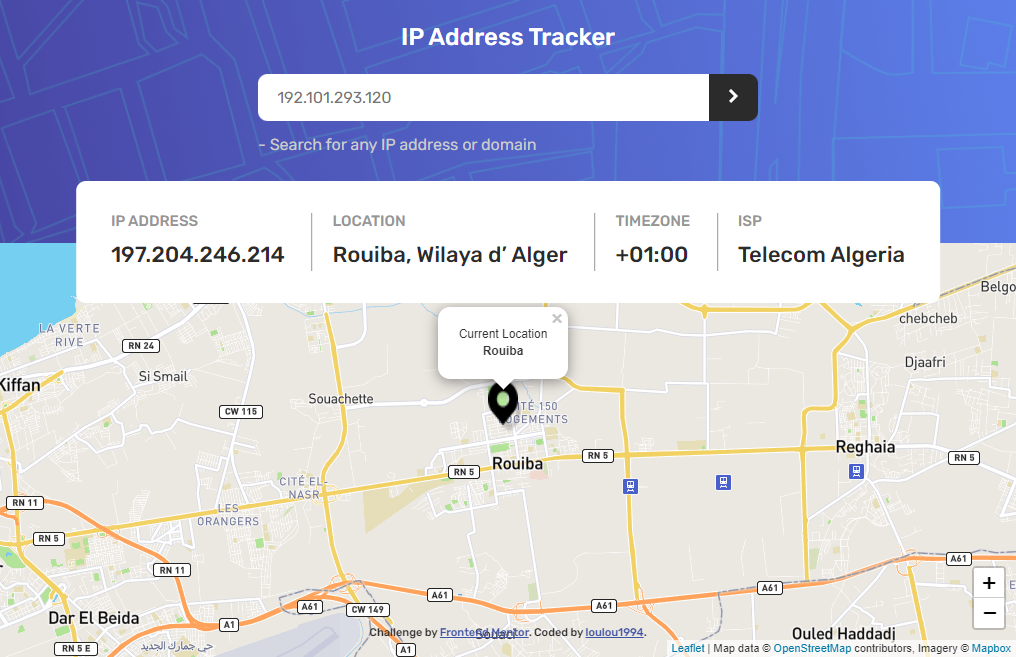 IP Address Tracker
192.101.293.120
- Search for any IP address or domain
IP ADDRESS
197.204.246.214
LOCATION
Rouiba, Wilaya d’ Alger
TIMEZONE
+01:00
ISP
Telecom Algeria
Current Location
Rouiba
×
LA VERTE
RIVE
RN 24
Si Smail
Kiffan
CW 115
Souachette
CITÉ 150
Belgo
chebcheb
Djaafri
Reghaia
RN 5
RN 5
RN 5
Rouiba
CITÉ EL-
NASR
LES
ORANGERS
RN 11
RN 5
RN 11
A61
A61
A61
A61
A61
CW 149
Dar El Beida
A1
A1
RN 5 E
حي جمارك الجديد
Ouled Haddadj
+
−
Challenge by Frontend Mentor. Coded by loulou1994.
Leaflet | Map data © OpenStreetMap contributors, Imagery © Mapbox